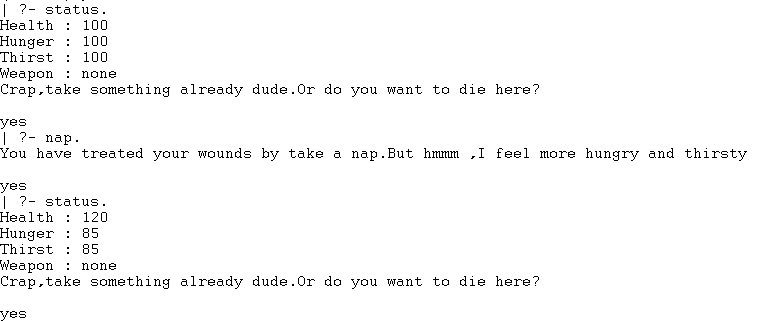 | ?- status.
Health : 100
Hunger : 100
Thirst : 100
Weapon : none
Crap,take something already dude.Or do you want to die here?
yes
| ?- nap.
You have treated your wounds by take a nap.But hmmm ,I feel more hungry and thirsty
yes
| ?- status.
Health : 120
Hunger : 85
Thirst : 85
Weapon : none
Crap,take something already dude.Or do you want to die here?
yes